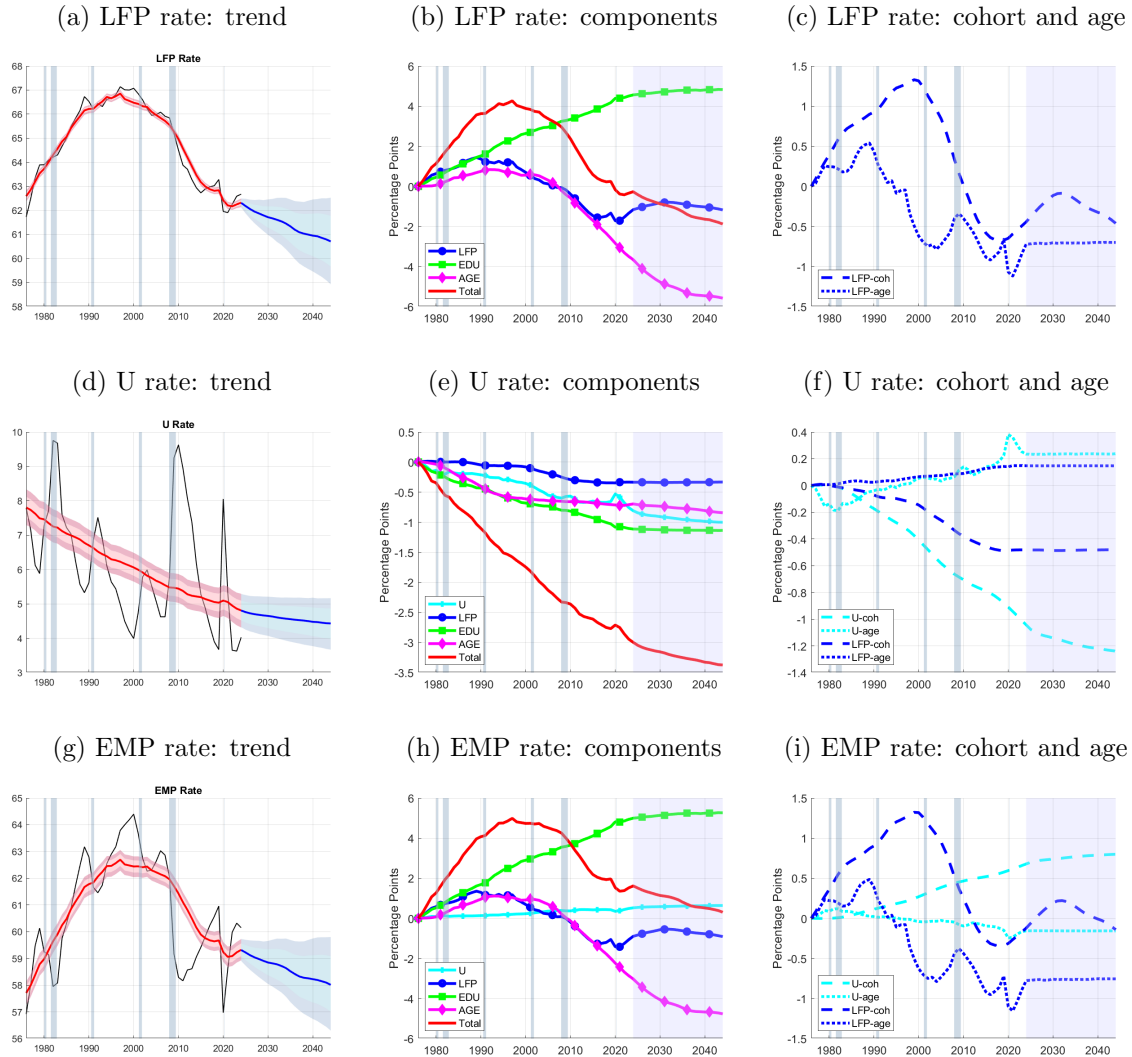 (a) LFP rate: trend
(b) LFP rate: components
(c) LFP rate: cohort and age
LFP Rate
68
67
66
65
64
63
62
61
60
59
58
1980 1990 2000 2010 2020 2030 2040
Percentage Points
6
4
2
0
-2
-4
-6
LFP
EDU
AGE
Total
1980 1990 2000 2010 2020 2030 2040
Percentage Points
1.5
1
0.5
0
-0.5
-1
-1.5
LFP-coh
LFP-age
1980 1990 2000 2010 2020 2030 2040
(d) U rate: trend
(e) U rate: components
(f) U rate: cohort and age
U Rate
10
9
8
7
6
5
4
3
1980 1990 2000 2010 2020 2030 2040
Percentage Points
0.5
0
-0.5
-1
-1.5
-2
-2.5
-3
-3.5
U
LFP
EDU
AGE
Total
1980 1990 2000 2010 2020 2030 2040
Percentage Points
0.4
0.2
0
-0.2
-0.4
-0.6
-0.8
-1
-1.2
-1.4
U-coh
U-age
LFP-coh
LFP-age
1980 1990 2000 2010 2020 2030 2040
(g) EMP rate: trend
(h) EMP rate: components
(i) EMP rate: cohort and age
EMP Rate
65
64
63
62
61
60
59
58
57
56
1980 1990 2000 2010 2020 2030 2040
Percentage Points
6
4
2
0
-2
-4
-6
U
LFP
EDU
AGE
Total
1980 1990 2000 2010 2020 2030 2040
Percentage Points
1.5
1
0.5
0
-0.5
-1
-1.5
U-coh
U-age
LFP-coh
LFP-age
1980 1990 2000 2010 2020 2030 2040